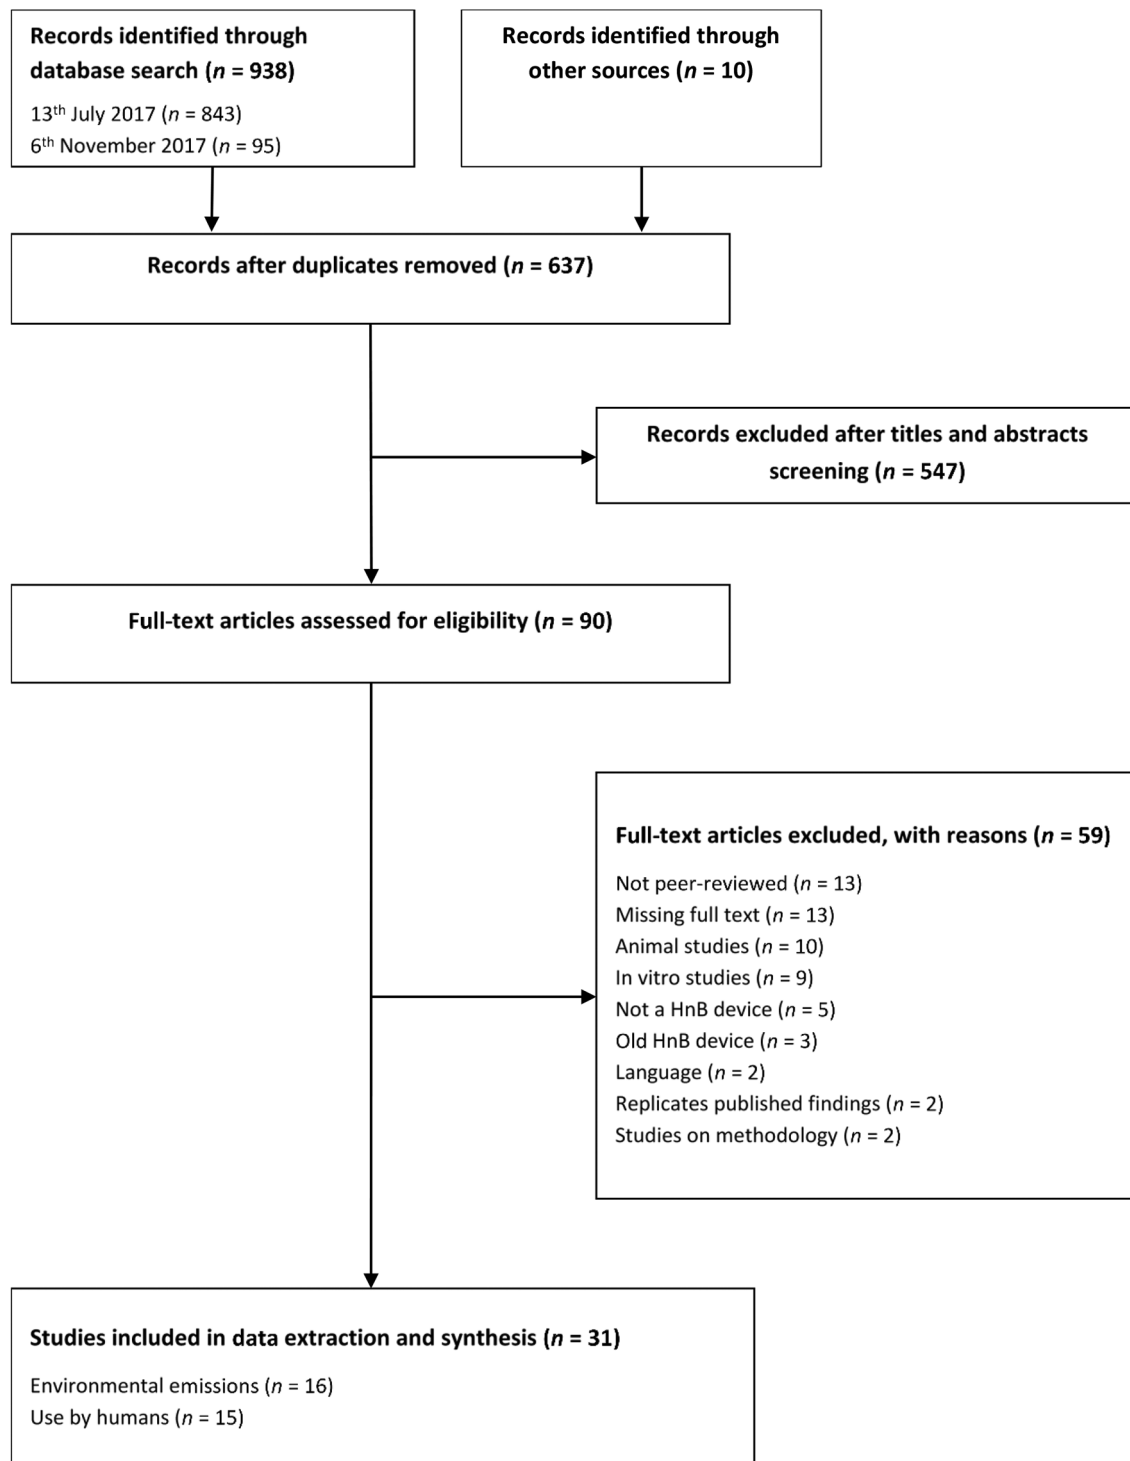 Records identified through
database search (n = 938)
13th July 2017 (n = 843)
6th November 2017 (n = 95)
Records identified through
other sources (n = 10)
Records after duplicates removed (n = 637)
Records excluded after titles and abstracts
screening (n = 547)
Full-text articles assessed for eligibility (n = 90)
Full-text articles excluded, with reasons (n = 59)
Not peer-reviewed (n = 13)
Missing full text (n = 13)
Animal studies (n = 10)
In vitro studies (n = 9)
Not a HnB device (n = 5)
Old HnB device (n = 3)
Language (n = 2)
Replicates published findings (n = 2)
Studies on methodology (n = 2)
Studies included in data extraction and synthesis (n = 31)
Environmental emissions (n = 16)
Use by humans (n = 15)